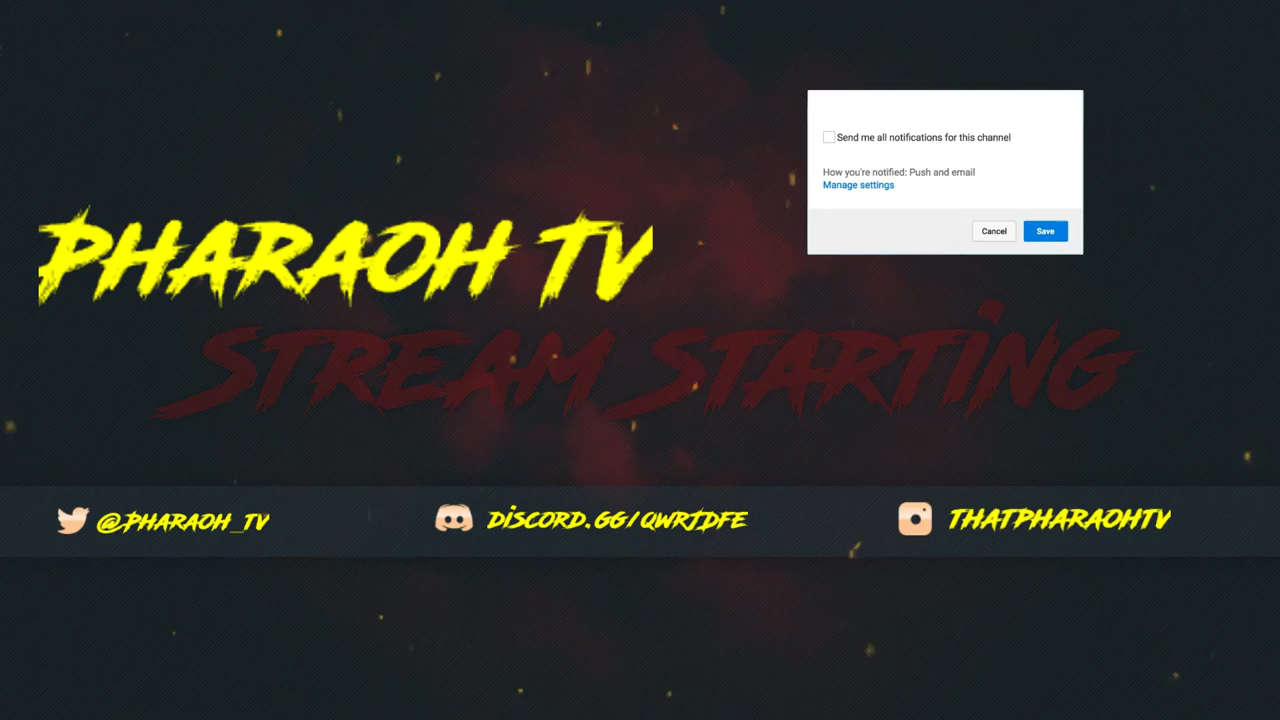 Send me all notifications for this channel
How you're notified: Push and email
Manage settings
Cancel Save
PHARAOH TV
STREAM STARTING
@PHARAOH_TV DISCORD.GG/QWRJDFE THATPHARAOHTV